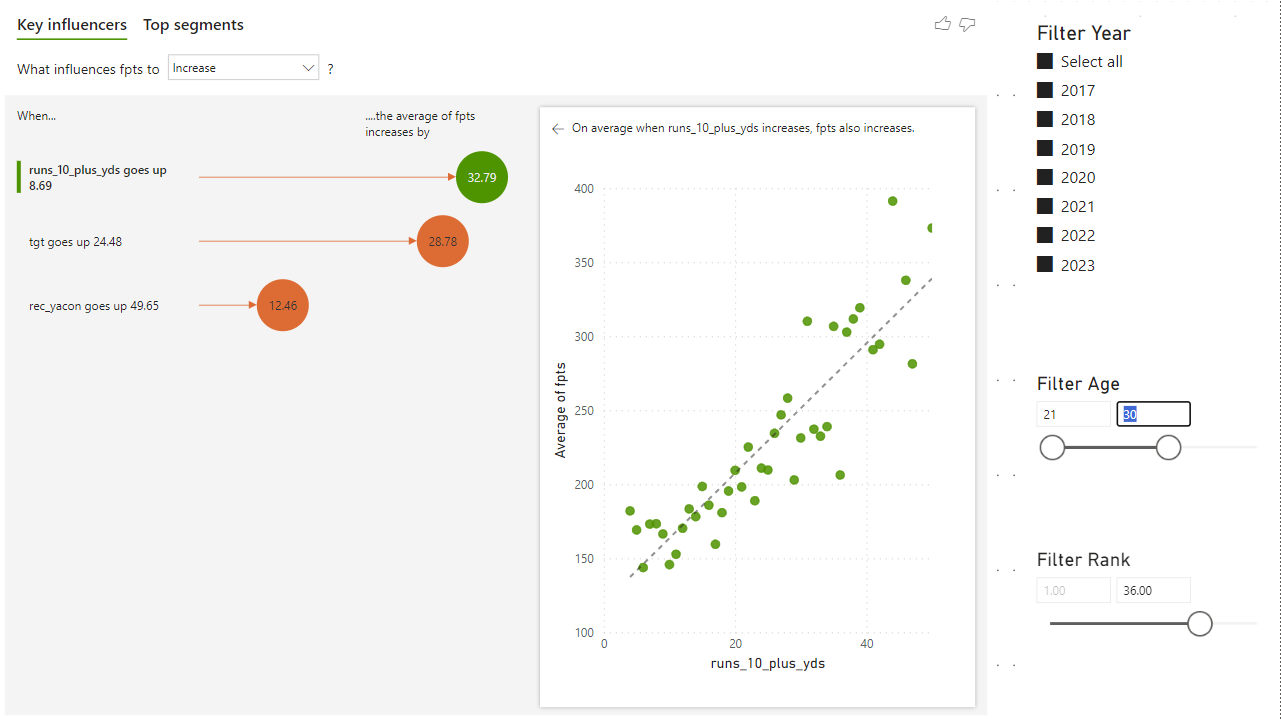 Key influencers Top segments
What influences fpts to Increase ?
When...
....the average of fpts
increases by
runs_10_plus_yds goes up
8.69
32.79
tgt goes up 24.48
28.78
rec_yacon goes up 49.65
12.46
On average when runs_10_plus_yds increases, fpts also increases.
400
350
300
250
200
150
100
Average of fpts
0 20 40
runs_10_plus_yds
Filter Year
Select all
2017
2018
2019
2020
2021
2022
2023
Filter Age
21 30
Filter Rank
1.00 36.00